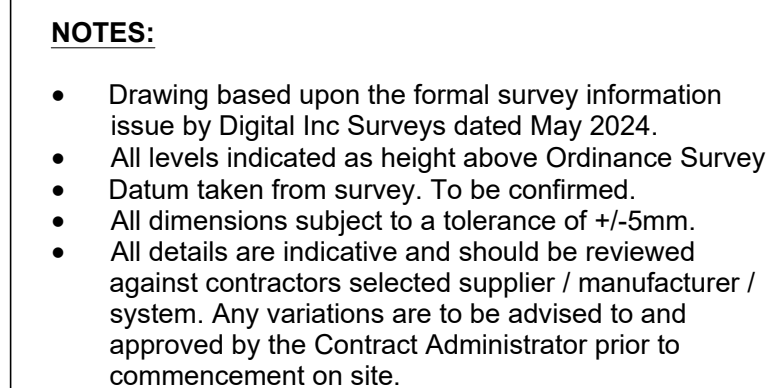 NOTES:
• Drawing based upon the formal survey information
issue by Digital Inc Surveys dated May 2024.
• All levels indicated as height above Ordinance Survey
• Datum taken from survey. To be confirmed.
• All dimensions subject to a tolerance of +/-5mm.
• All details are indicative and should be reviewed
against contractors selected supplier / manufacturer /
system. Any variations are to be advised to and
approved by the Contract Administrator prior to
commencement on site.